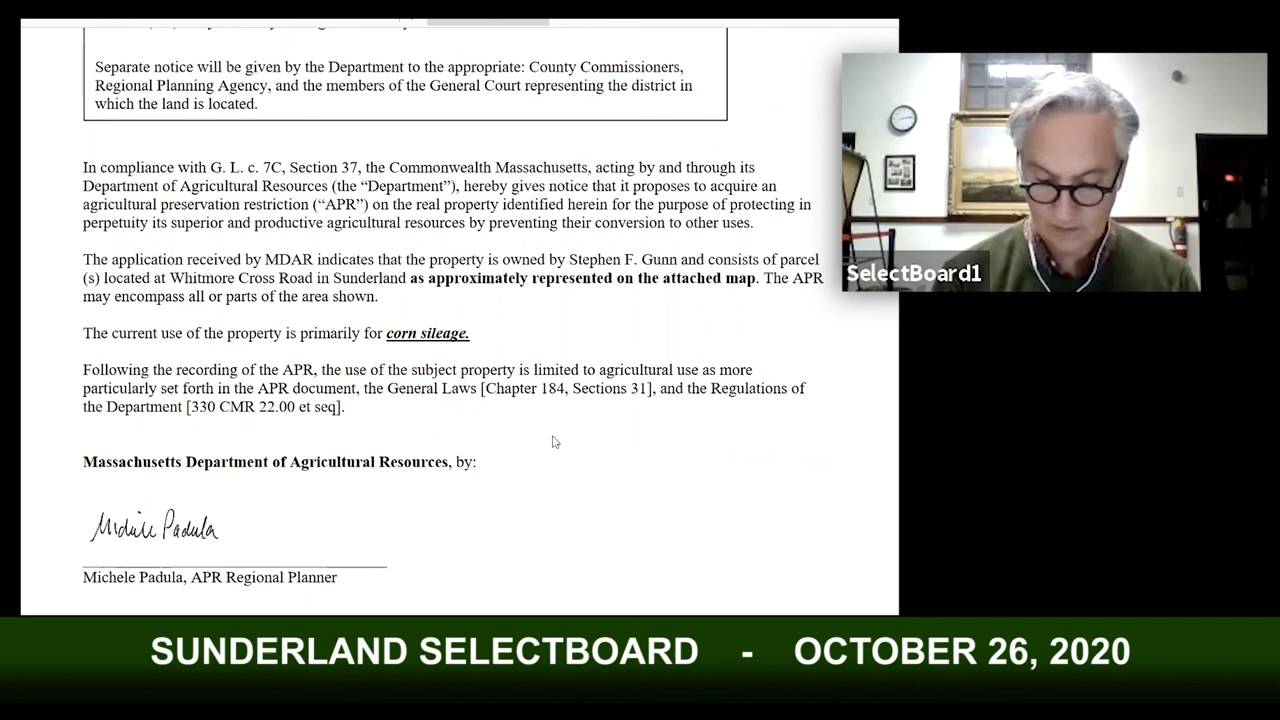 Separate notice will be given by the Department to the appropriate: County Commissioners,
Regional Planning Agency, and the members of the General Court representing the district in
which the land is located.
In compliance with G. L. c. 7C, Section 37, the Commonwealth Massachusetts, acting by and through its
Department of Agricultural Resources (the “Department”), hereby gives notice that it proposes to acquire an
agricultural preservation restriction (“APR”) on the real property identified herein for the purpose of protecting in
perpetuity its superior and productive agricultural resources by preventing their conversion to other uses.
The application received by MDAR indicates that the property is owned by Stephen F. Gunn and consists of parcel
(s) located at Whitmore Cross Road in Sunderland as approximately represented on the attached map. The APR
may encompass all or parts of the area shown.
The current use of the property is primarily for corn sileage.
Following the recording of the APR, the use of the subject property is limited to agricultural use as more
particularly set forth in the APR document, the General Laws [Chapter 184, Sections 31], and the Regulations of
the Department [330 CMR 22.00 et seq].
Massachusetts Department of Agricultural Resources, by:
Michele Padula
Michele Padula, APR Regional Planner
SelectBoard1
SUNDERLAND SELECTBOARD - OCTOBER 26, 2020